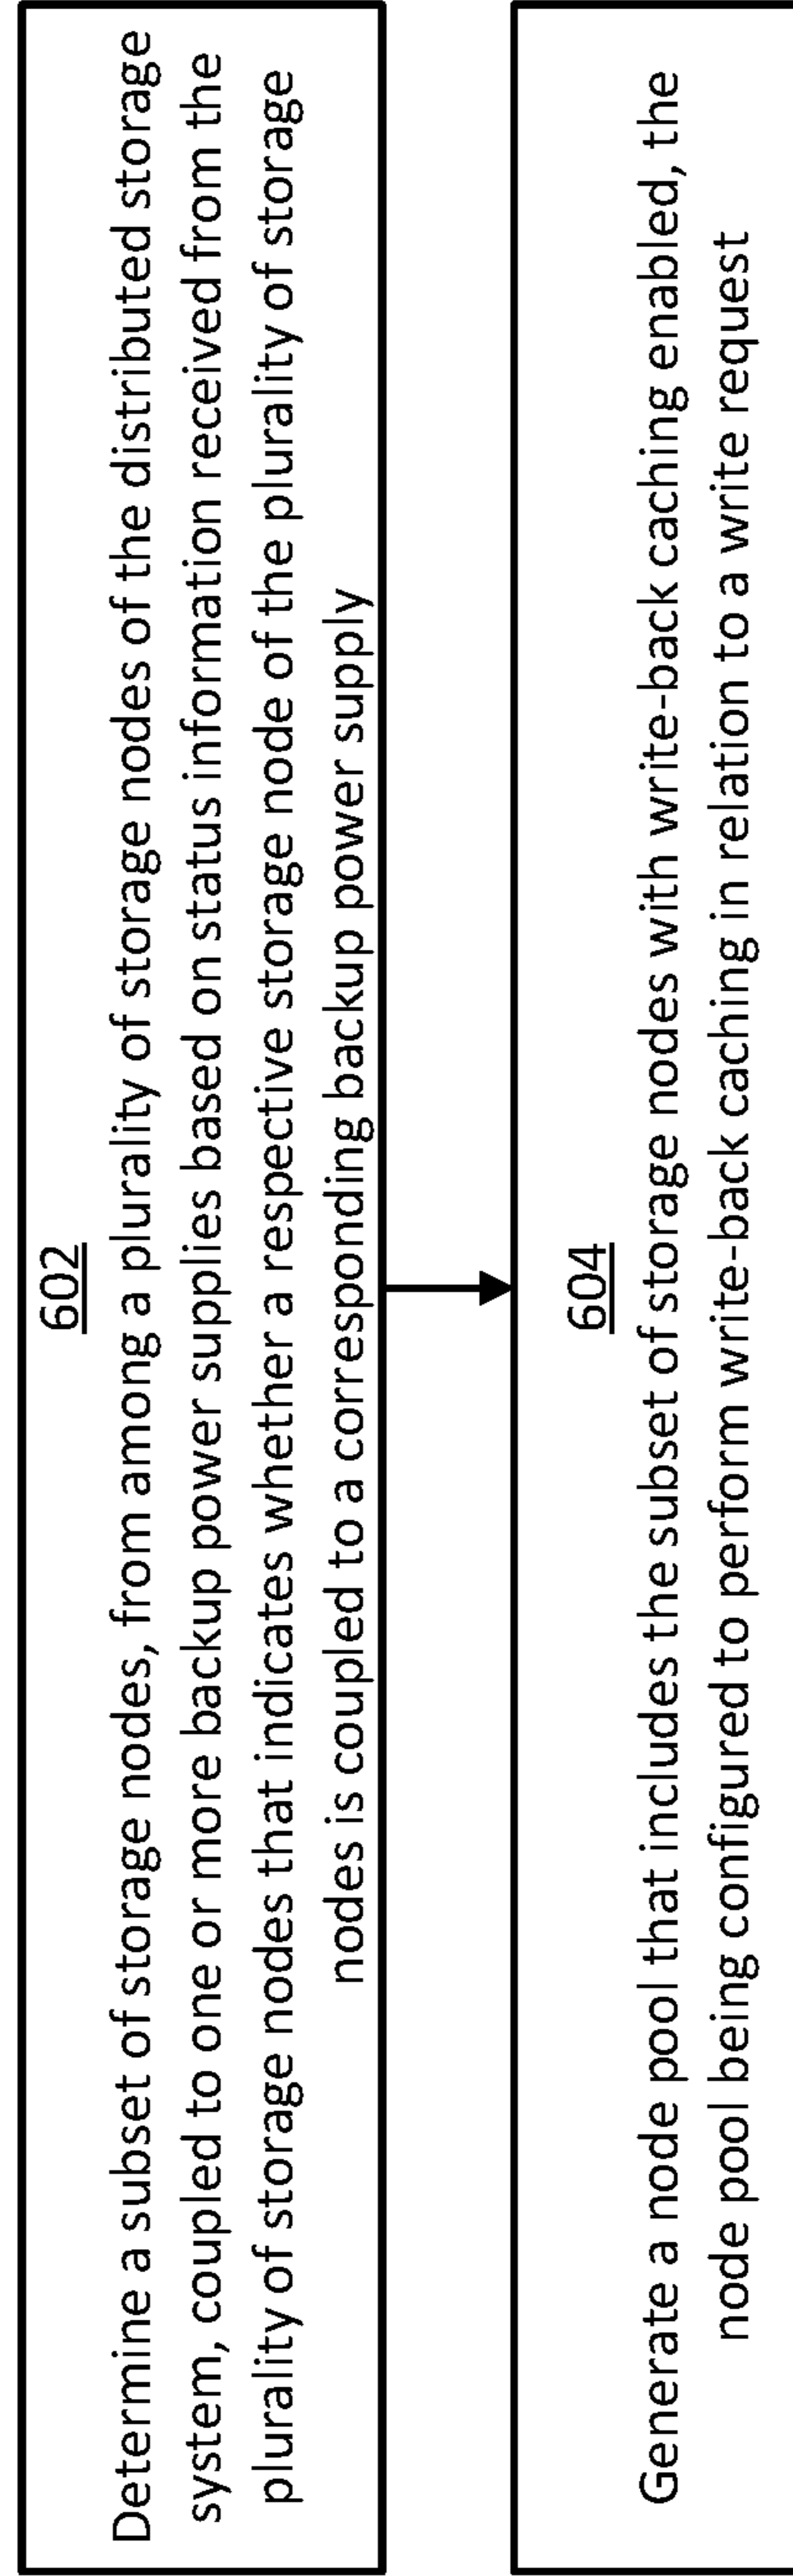 602
Determine a subset of storage nodes, from among a plurality of storage nodes of the distributed storage
system, coupled to one or more backup power supplies based on status information received from the
plurality of storage nodes that indicates whether a respective storage node of the plurality of storage
nodes is coupled to a corresponding backup power supply
604
Generate a node pool that includes the subset of storage nodes with write-back caching enabled, the
node pool being configured to perform write-back caching in relation to a write request